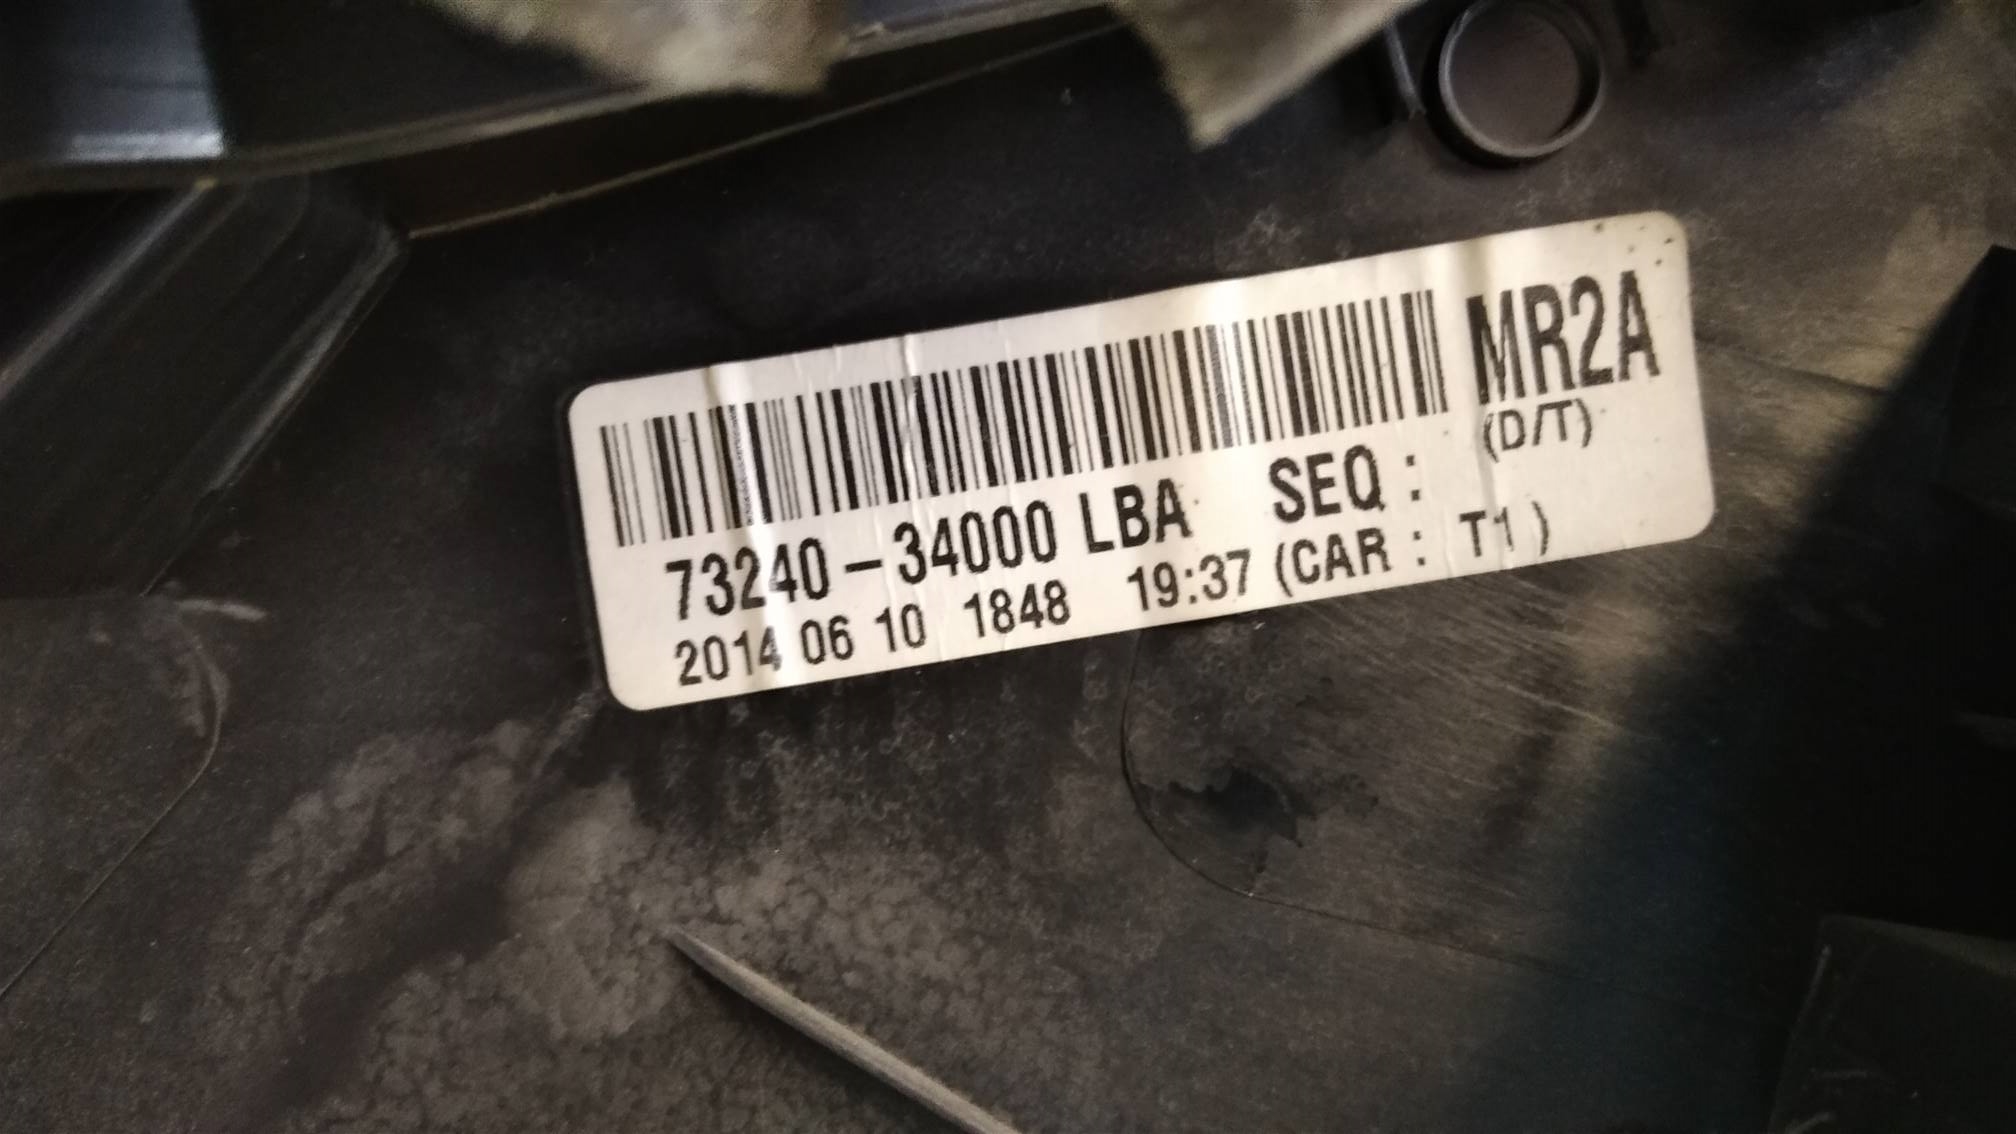 MR2A
(D/T)
73240-34000 LBA SEQ :
2014 06 10 1848 19:37 (CAR : T1 )